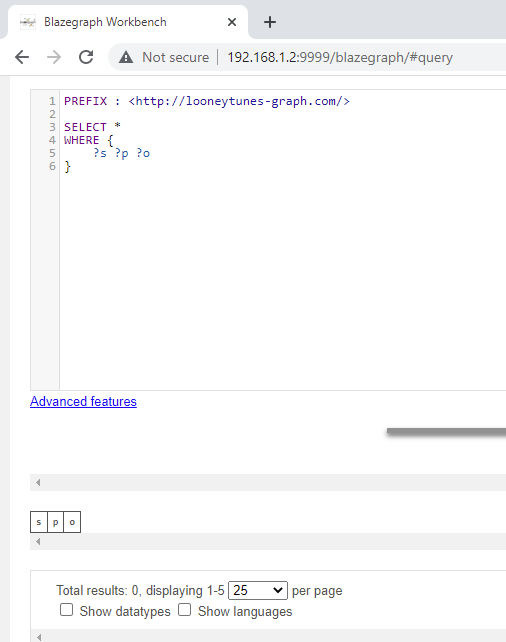 Blazegraph Workbench
Not secure | 192.168.1.2:9999/blazegraph/#query
1 PREFIX : <http://looneytunes-graph.com/>
2
3 SELECT *
4 WHERE {
5     ?s ?p ?o
6 }
Advanced features
s p o
Total results: 0, displaying 1-5 25 per page
Show datatypes Show languages